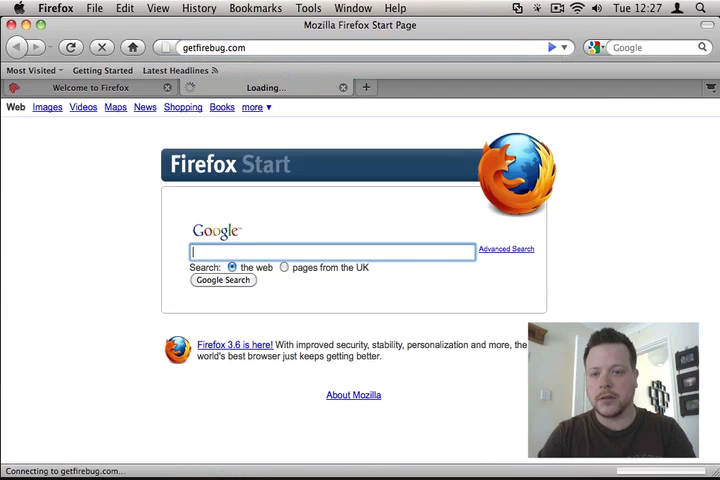 Firefox File Edit View History Bookmarks Tools Window Help Tue 12:27
Mozilla Firefox Start Page
getfirebug.com Google
Most Visited Getting Started Latest Headlines
Welcome to Firefox Loading...
Web Images Videos Maps News Shopping Books more ▼
Firefox Start
Google™
Advanced Search
Search: the web pages from the UK
Google Search
Firefox 3.6 is here! With improved security, stability, personalization and more, the
world's best browser just keeps getting better.
About Mozilla
Connecting to getfirebug.com...